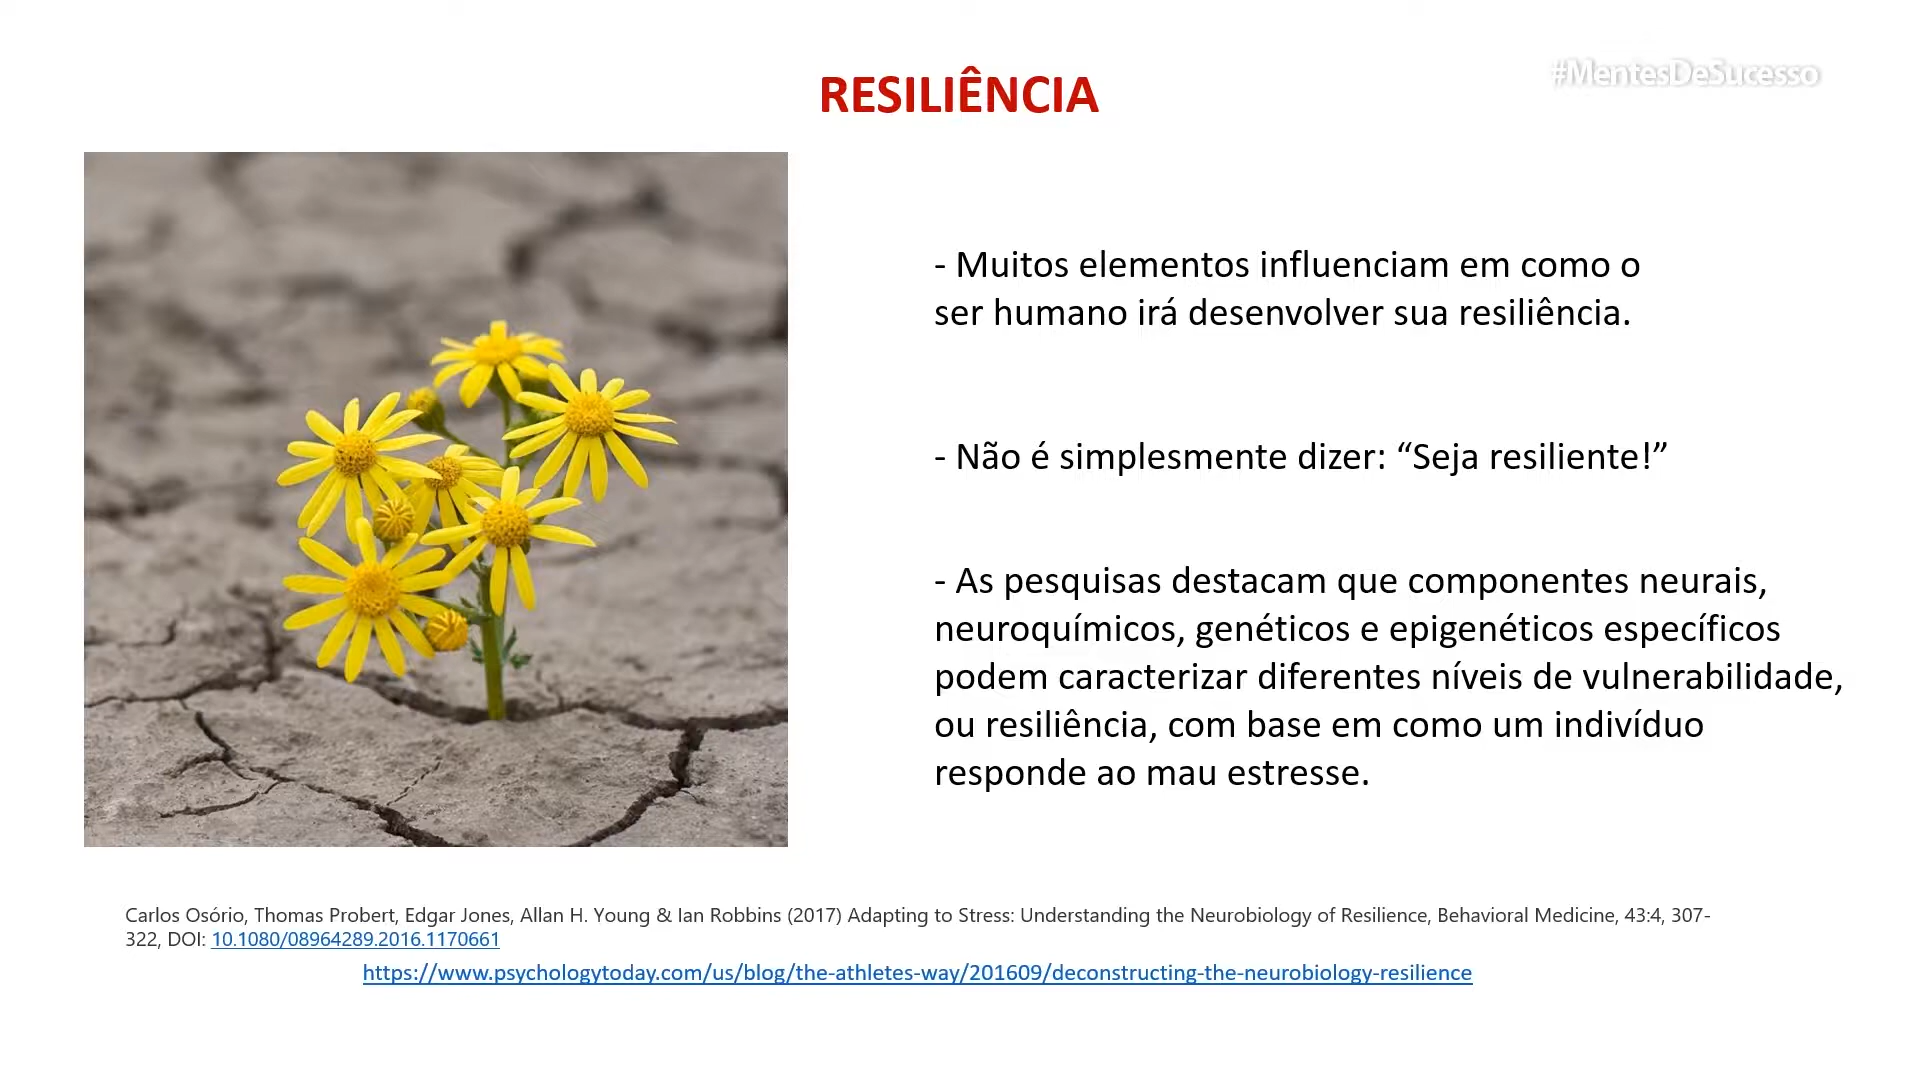 #MentesDeSucesso
RESILIÊNCIA
- Muitos elementos influenciam em como o
ser humano irá desenvolver sua resiliência.
- Não é simplesmente dizer: “Seja resiliente!”
- As pesquisas destacam que componentes neurais,
neuroquímicos, genéticos e epigenéticos específicos
podem caracterizar diferentes níveis de vulnerabilidade,
ou resiliência, com base em como um indivíduo
responde ao mau estresse.
Carlos Osório, Thomas Probert, Edgar Jones, Allan H. Young & Ian Robbins (2017) Adapting to Stress: Understanding the Neurobiology of Resilience, Behavioral Medicine, 43:4, 307-
322, DOI: 10.1080/08964289.2016.1170661
https://www.psychologytoday.com/us/blog/the-athletes-way/201609/deconstructing-the-neurobiology-resilience